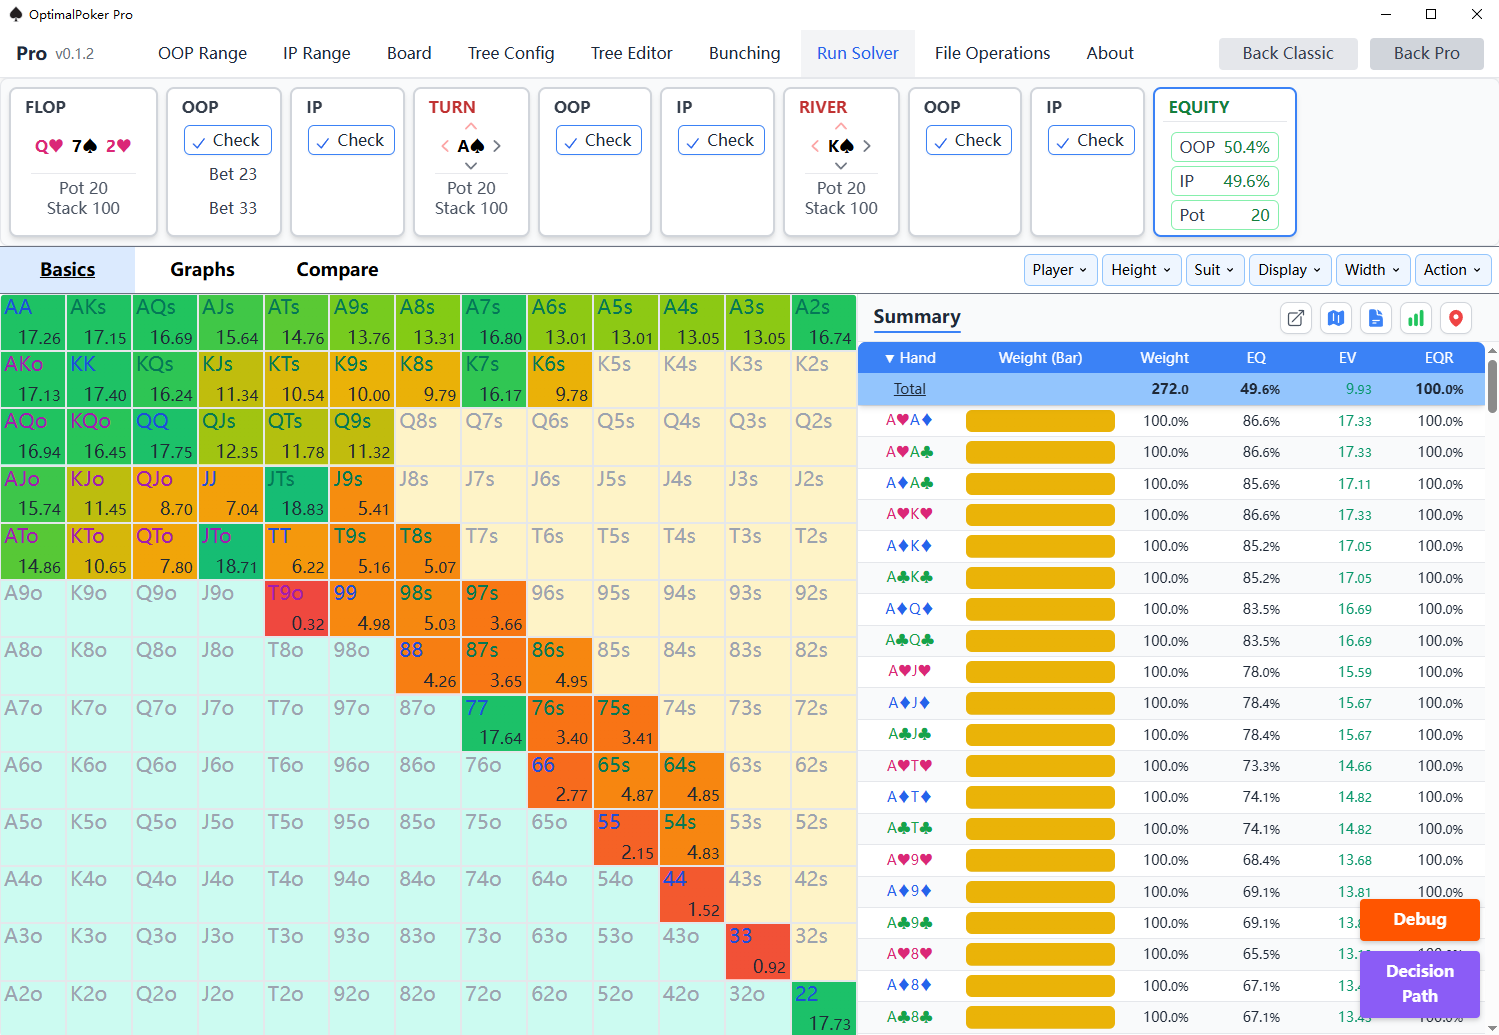 OptimalPoker Pro
Pro v0.1.2 OOP Range IP Range Board Tree Config Tree Editor Bunching Run Solver File Operations About Back Classic Back Pro
FLOP OOP IP TURN OOP IP RIVER OOP IP EQUITY
Q♥ 7♠ 2♥ Check Check A♠ Check Check K♠ Check Check OOP 50.4%
Bet 23 IP 49.6%
Pot 20 Pot 20 Pot 20
Stack 100 Bet 33 Stack 100 Stack 100 Pot 20
Basics Graphs Compare Player Height Suit Display Width Action
AA AKs AQs AJs ATs A9s A8s A7s A6s A5s A4s A3s A2s
17.26 17.15 16.69 15.64 14.76 13.76 13.31 16.80 13.01 13.01 13.05 13.05 16.74
AKo KK KQs KJs KTs K9s K8s K7s K6s K5s K4s K3s K2s
17.13 17.40 16.24 11.34 10.54 10.00 9.79 16.17 9.78
AQo KQo QQ QJs QTs Q9s Q8s Q7s Q6s Q5s Q4s Q3s Q2s
16.94 16.45 17.75 12.35 11.78 11.32
AJo KJo QJo JJ JTs J9s J8s J7s J6s J5s J4s J3s J2s
15.74 11.45 8.70 7.04 18.83 5.41
ATo KTo QTo JTo TT T9s T8s T7s T6s T5s T4s T3s T2s
14.86 10.65 7.80 18.71 6.22 5.16 5.07
A9o K9o Q9o J9o T9o 99 98s 97s 96s 95s 94s 93s 92s
0.32 4.98 5.03 3.66
A8o K8o Q8o J8o T8o 98o 88 87s 86s 85s 84s 83s 82s
4.26 3.65 4.95
A7o K7o Q7o J7o T7o 97o 87o 77 76s 75s 74s 73s 72s
17.64 3.40 3.41
A6o K6o Q6o J6o T6o 96o 86o 76o 66 65s 64s 63s 62s
2.77 4.87 4.85
A5o K5o Q5o J5o T5o 95o 85o 75o 65o 55 54s 53s 52s
2.15 4.83
A4o K4o Q4o J4o T4o 94o 84o 74o 64o 54o 44 43s 42s
1.52
A3o K3o Q3o J3o T3o 93o 83o 73o 63o 53o 43o 33 32s
0.92
A2o K2o Q2o J2o T2o 92o 82o 72o 62o 52o 42o 32o 22
17.73
Summary
▼ Hand Weight (Bar) Weight EQ EV EQR
Total 272.0 49.6% 9.93 100.0%
A♥A♦ 100.0% 86.6% 17.33 100.0%
A♥A♣ 100.0% 86.6% 17.33 100.0%
A♦A♣ 100.0% 85.6% 17.11 100.0%
A♥K♥ 100.0% 86.6% 17.33 100.0%
A♦K♦ 100.0% 85.2% 17.05 100.0%
A♣K♣ 100.0% 85.2% 17.05 100.0%
A♦Q♦ 100.0% 83.5% 16.69 100.0%
A♣Q♣ 100.0% 83.5% 16.69 100.0%
A♥J♥ 100.0% 78.0% 15.59 100.0%
A♦J♦ 100.0% 78.4% 15.67 100.0%
A♣J♣ 100.0% 78.4% 15.67 100.0%
A♥T♥ 100.0% 73.3% 14.66 100.0%
A♦T♦ 100.0% 74.1% 14.82 100.0%
A♣T♣ 100.0% 74.1% 14.82 100.0%
A♥9♥ 100.0% 68.4% 13.68 100.0%
A♦9♦ 100.0% 69.1% 13.81 100.0%
A♣9♣ 100.0% 69.1%
A♥8♥ 100.0% 65.5%
A♦8♦ 100.0% 67.1%
A♣8♣ 100.0% 67.1%
Debug
Decision
Path